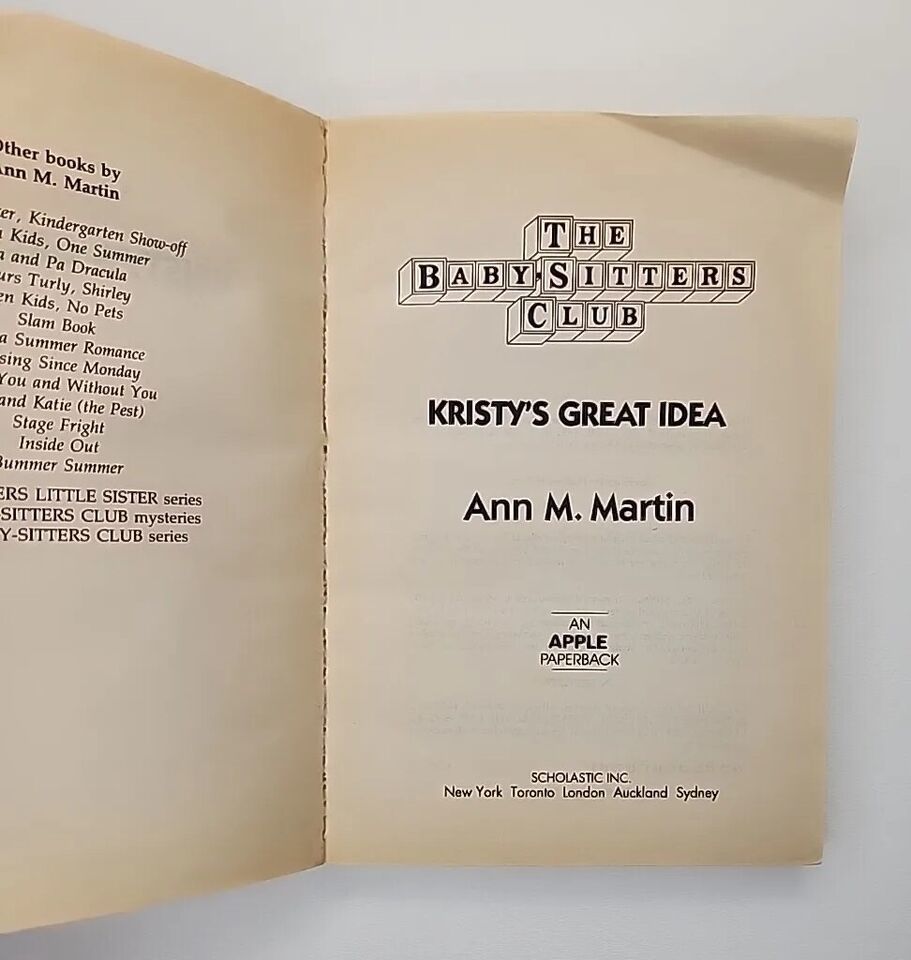 Other books by
Ann M. Martin
Kindergarten Show-off
Kids, One Summer
and Pa Dracula
Turly, Shirley
Kids, No Pets
Slam Book
Summer Romance
Since Monday
You and Without You
and Katie (the Pest)
Stage Fright
Inside Out
Bummer Summer
LITTLE SISTER series
SITTERS CLUB mysteries
SITTERS CLUB series
THE
BABY-SITTERS
CLUB
KRISTY'S GREAT IDEA
Ann M. Martin
AN
APPLE
PAPERBACK
SCHOLASTIC INC.
New York Toronto London Auckland Sydney